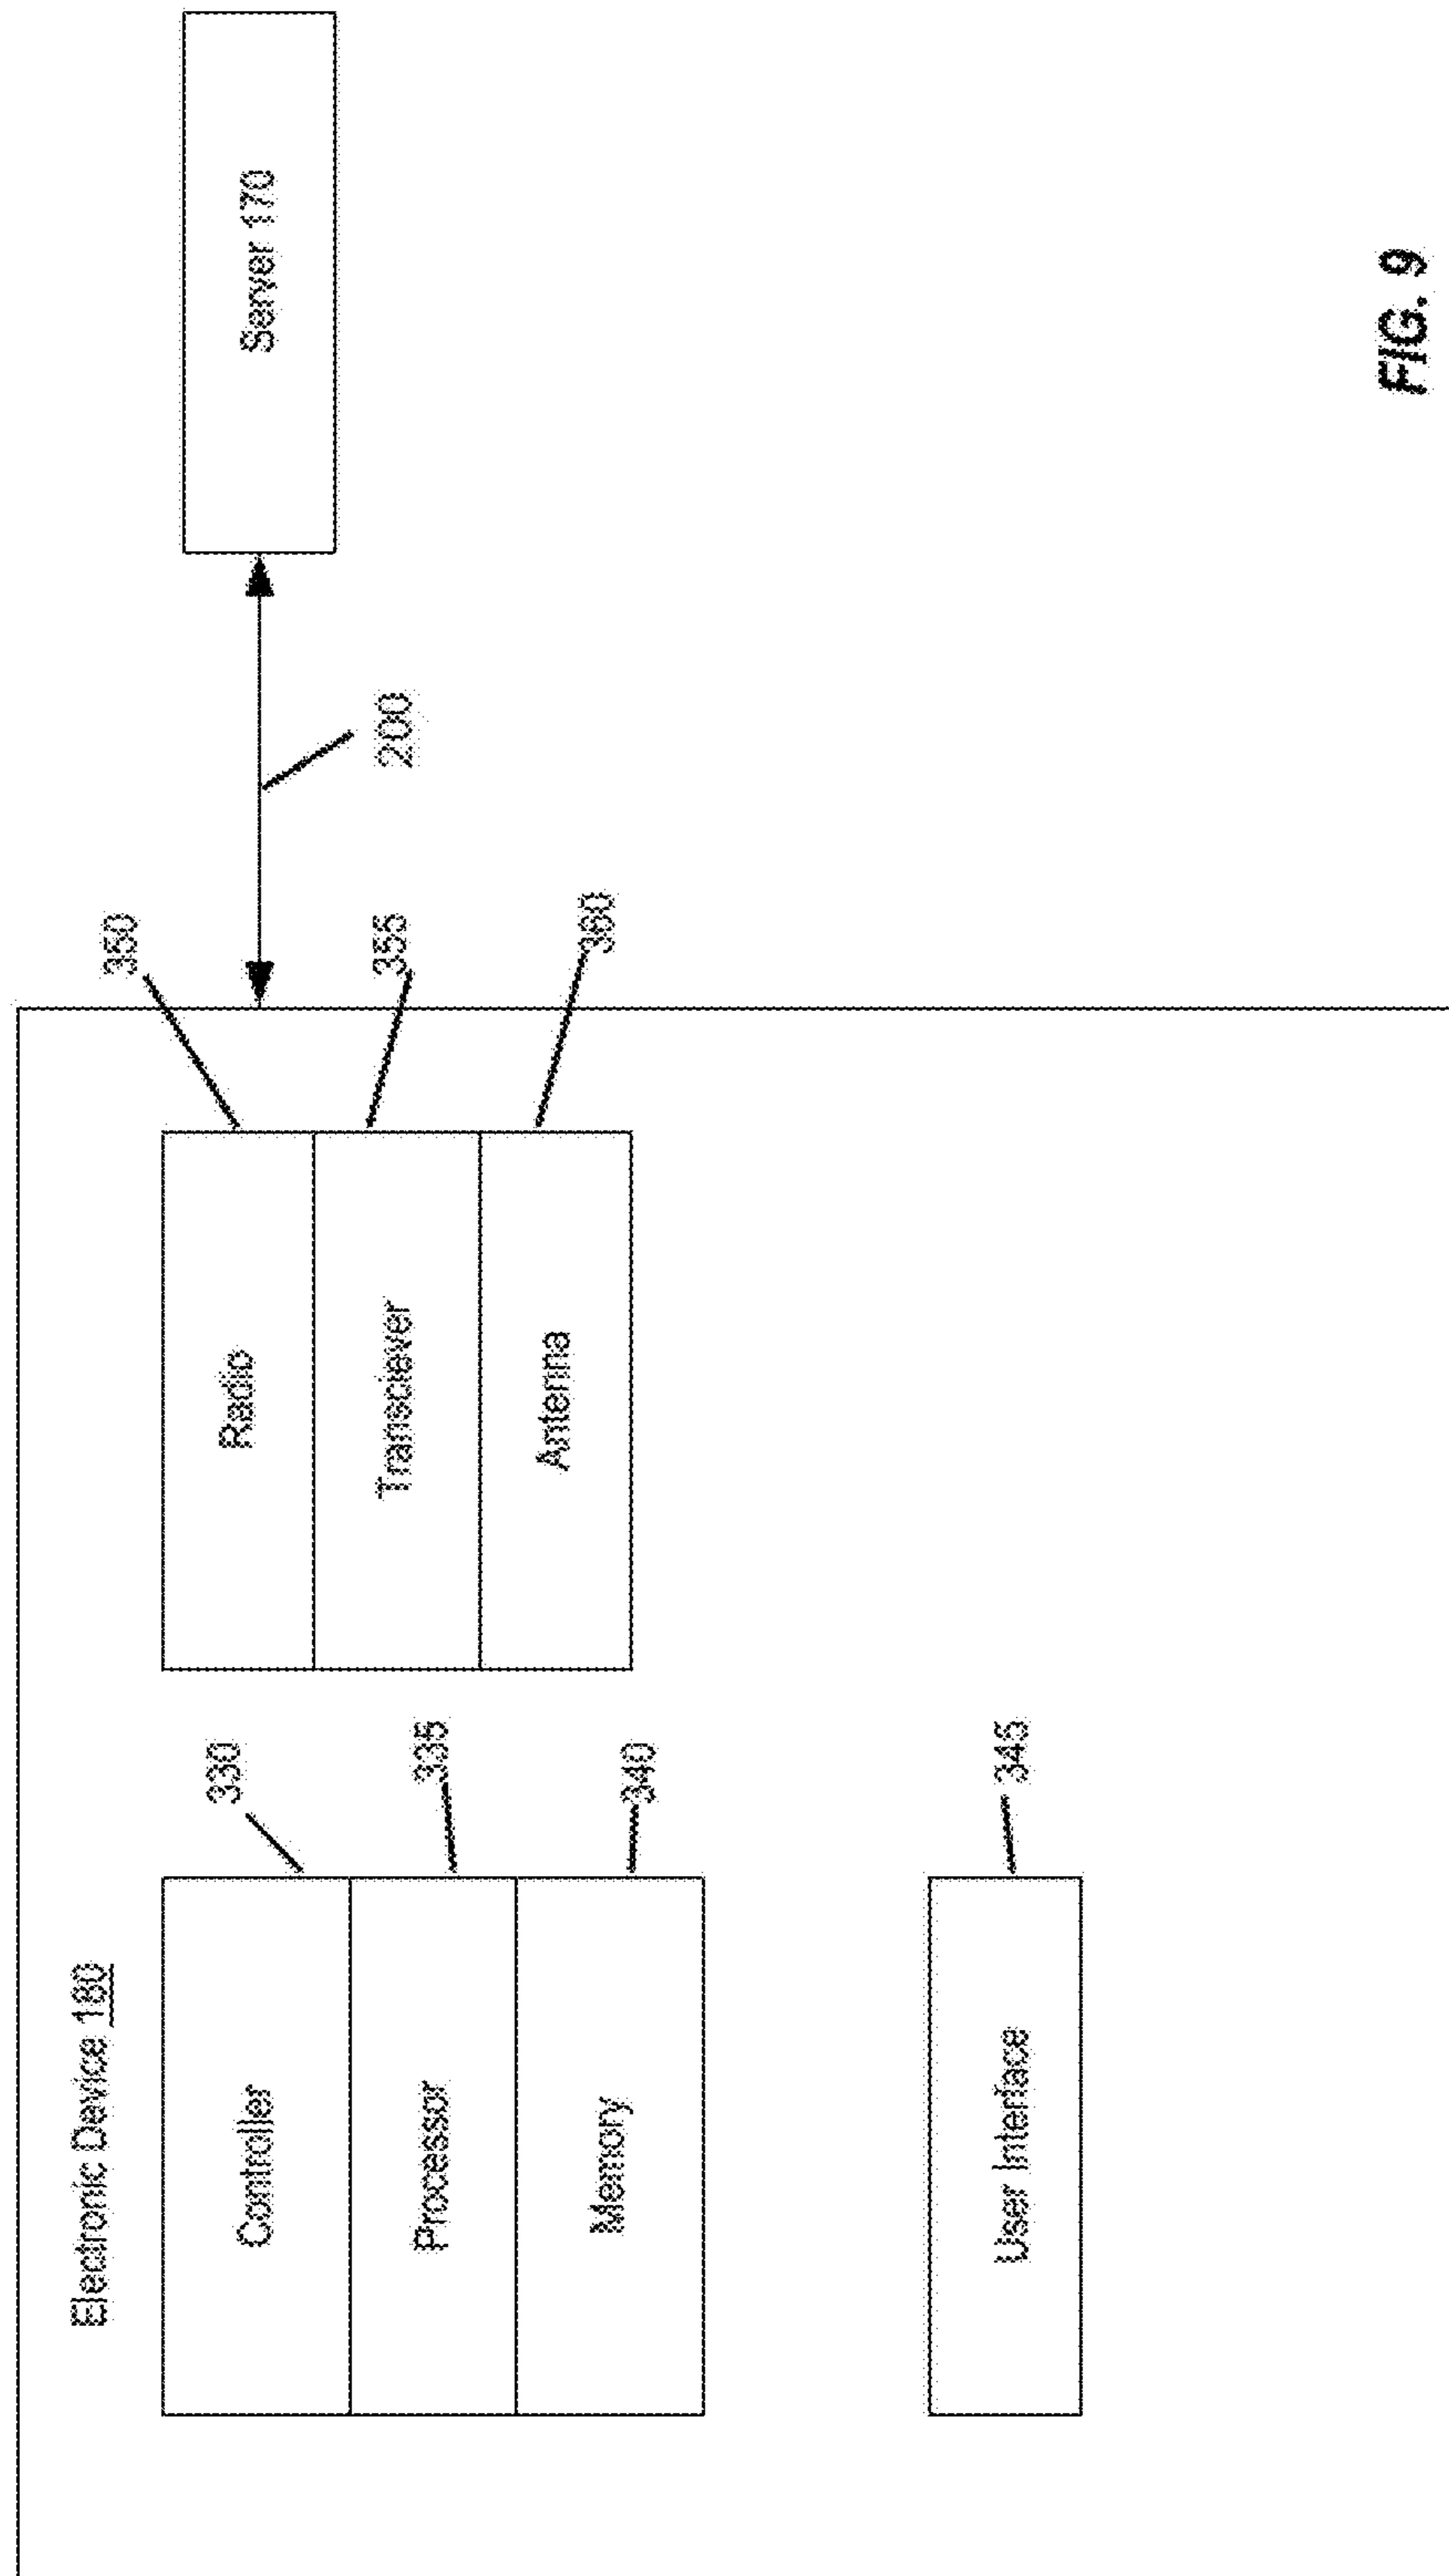 Electronic Device 180
Controller
330
Processor
335
Memory
340
User Interface
345
Radio
350
Transciever
355
Antenna
360
200
Server 170
FIG. 9